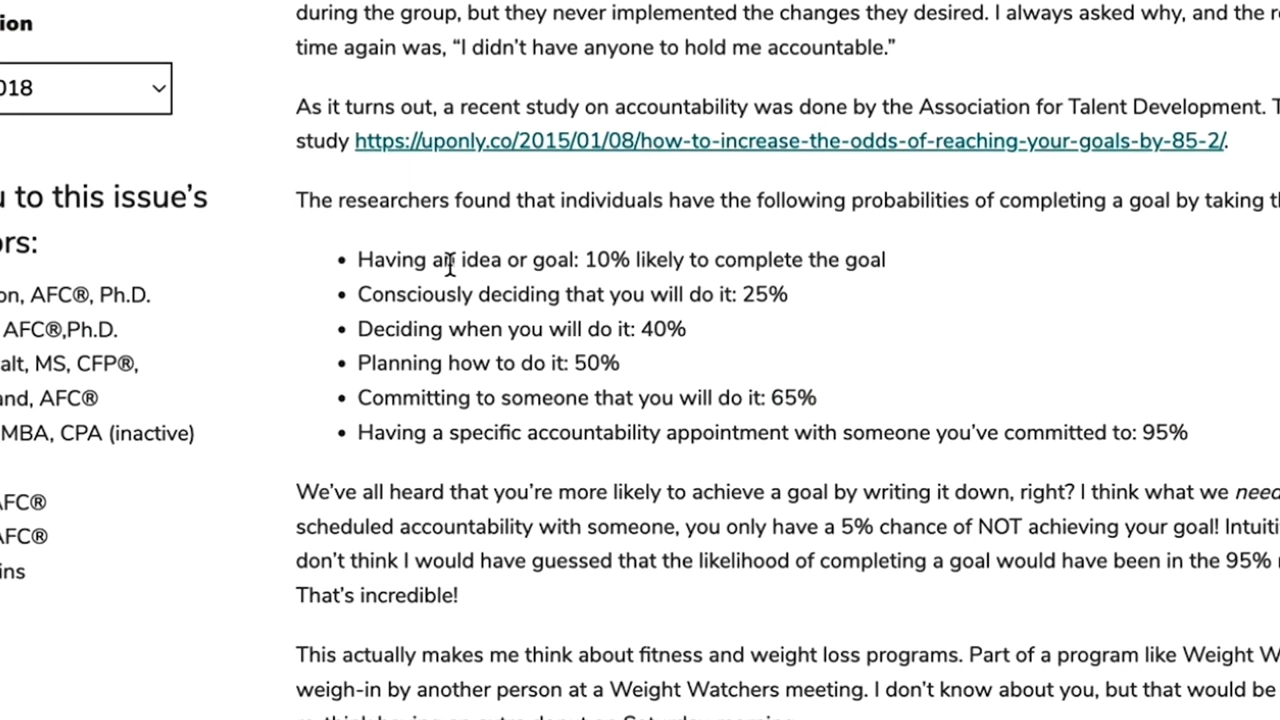 ion
018
u to this issue’s
ors:
on, AFC®, Ph.D.
AFC®,Ph.D.
alt, MS, CFP®,
and, AFC®
MBA, CPA (inactive)
AFC®
AFC®
ins
during the group, but they never implemented the changes they desired. I always asked why, and the r
time again was, “I didn’t have anyone to hold me accountable.”
As it turns out, a recent study on accountability was done by the Association for Talent Development. T
study https://uponly.co/2015/01/08/how-to-increase-the-odds-of-reaching-your-goals-by-85-2/.
The researchers found that individuals have the following probabilities of completing a goal by taking th
• Having an idea or goal: 10% likely to complete the goal
• Consciously deciding that you will do it: 25%
• Deciding when you will do it: 40%
• Planning how to do it: 50%
• Committing to someone that you will do it: 65%
• Having a specific accountability appointment with someone you’ve committed to: 95%
We’ve all heard that you’re more likely to achieve a goal by writing it down, right? I think what we need
scheduled accountability with someone, you only have a 5% chance of NOT achieving your goal! Intuiti
don’t think I would have guessed that the likelihood of completing a goal would have been in the 95%
That’s incredible!
This actually makes me think about fitness and weight loss programs. Part of a program like Weight W
weigh-in by another person at a Weight Watchers meeting. I don’t know about you, but that would be